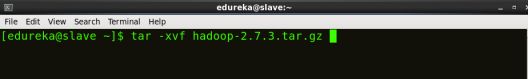 edureka@slave:~
File Edit View Search Terminal Help
[edureka@slave ~]$ tar -xvf hadoop-2.7.3.tar.gz